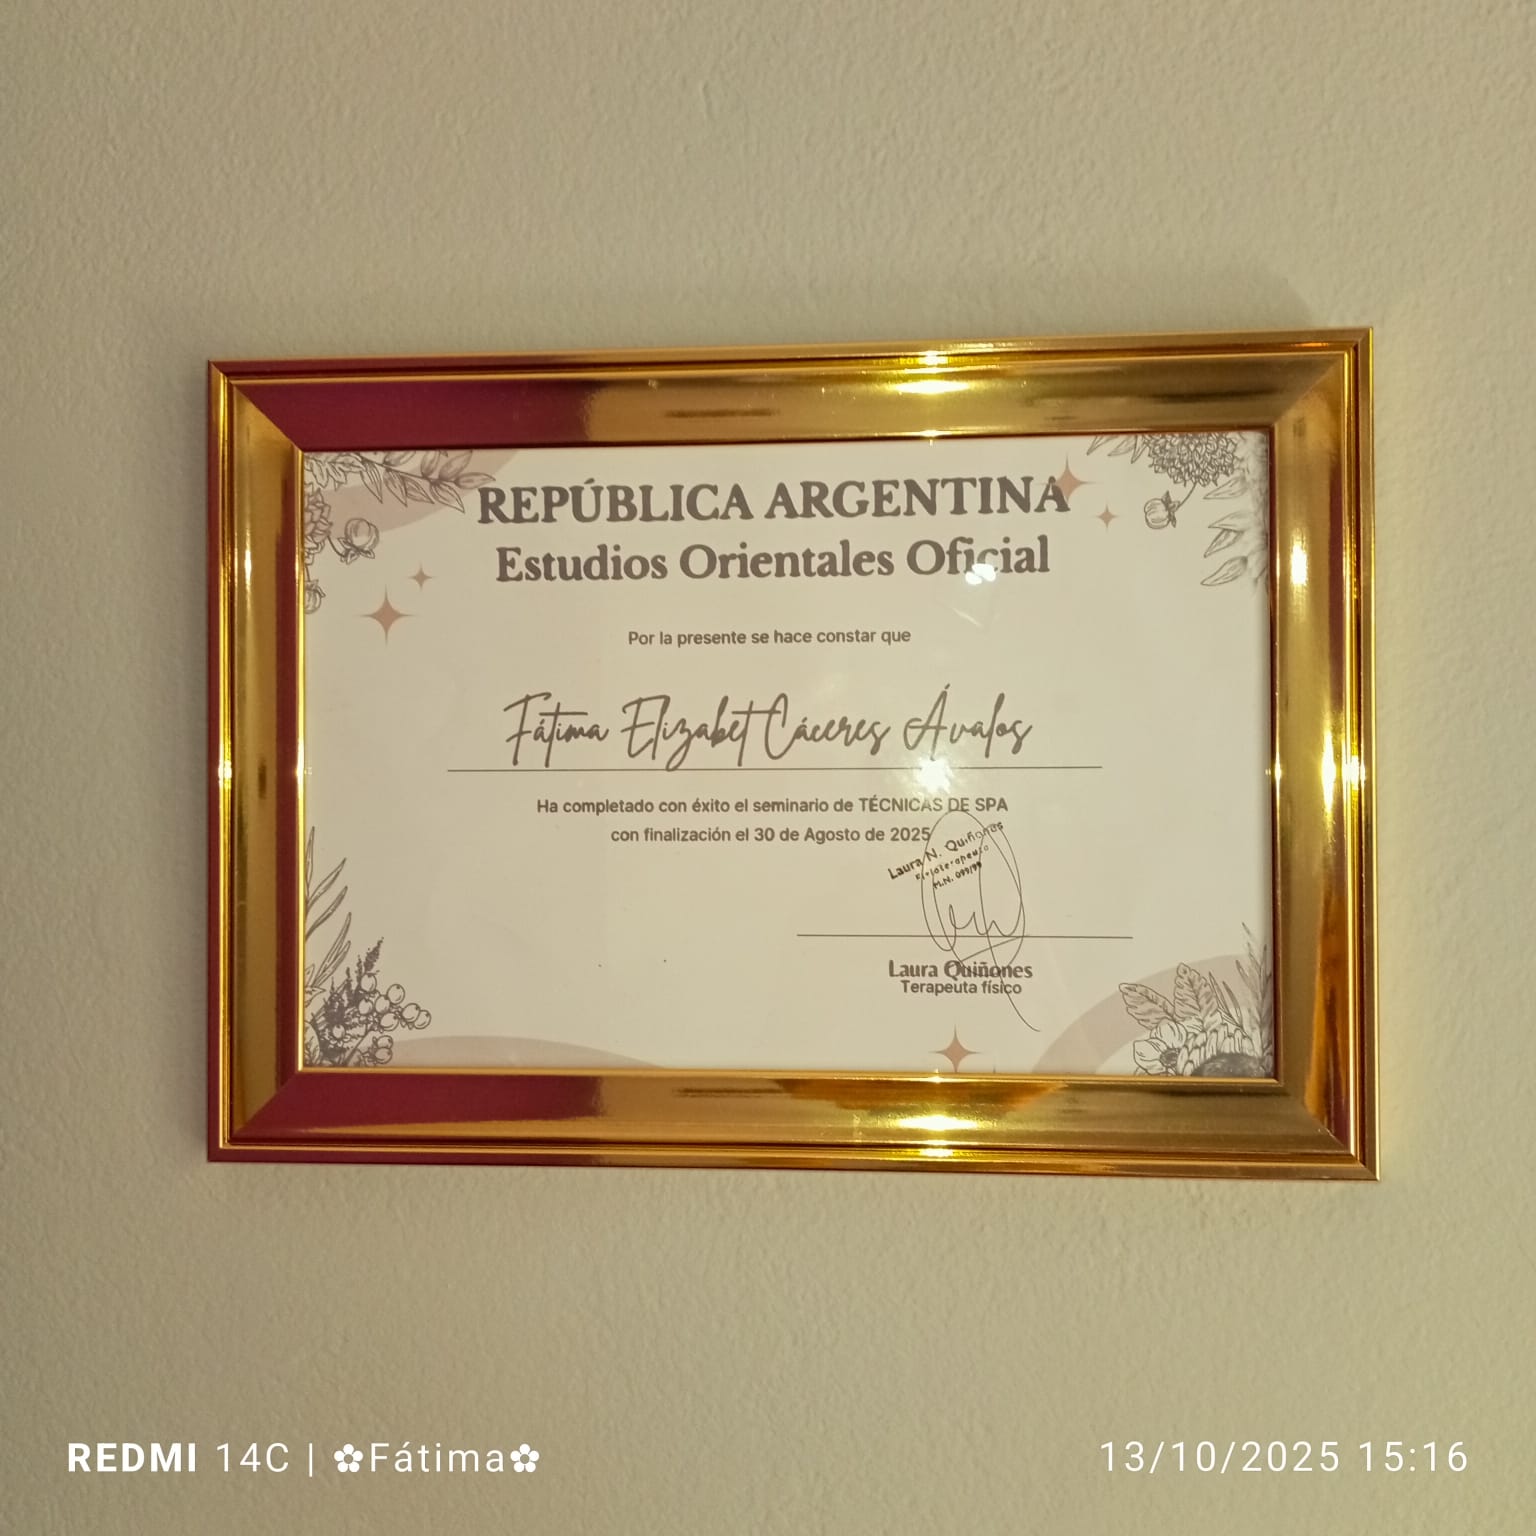 REPÚBLICA ARGENTINA
Estudios Orientales Oficial
Por la presente se hace constar que
Fátima Elizabet Cáceres Ávalos
Ha completado con éxito el seminario de TÉCNICAS DE SPA
con finalización el 30 de Agosto de 2025
Laura N. Quiñones
M.N.
Laura Quiñones
Terapeuta físico
REDMI 14C | ✿Fátima✿
13/10/2025 15:16